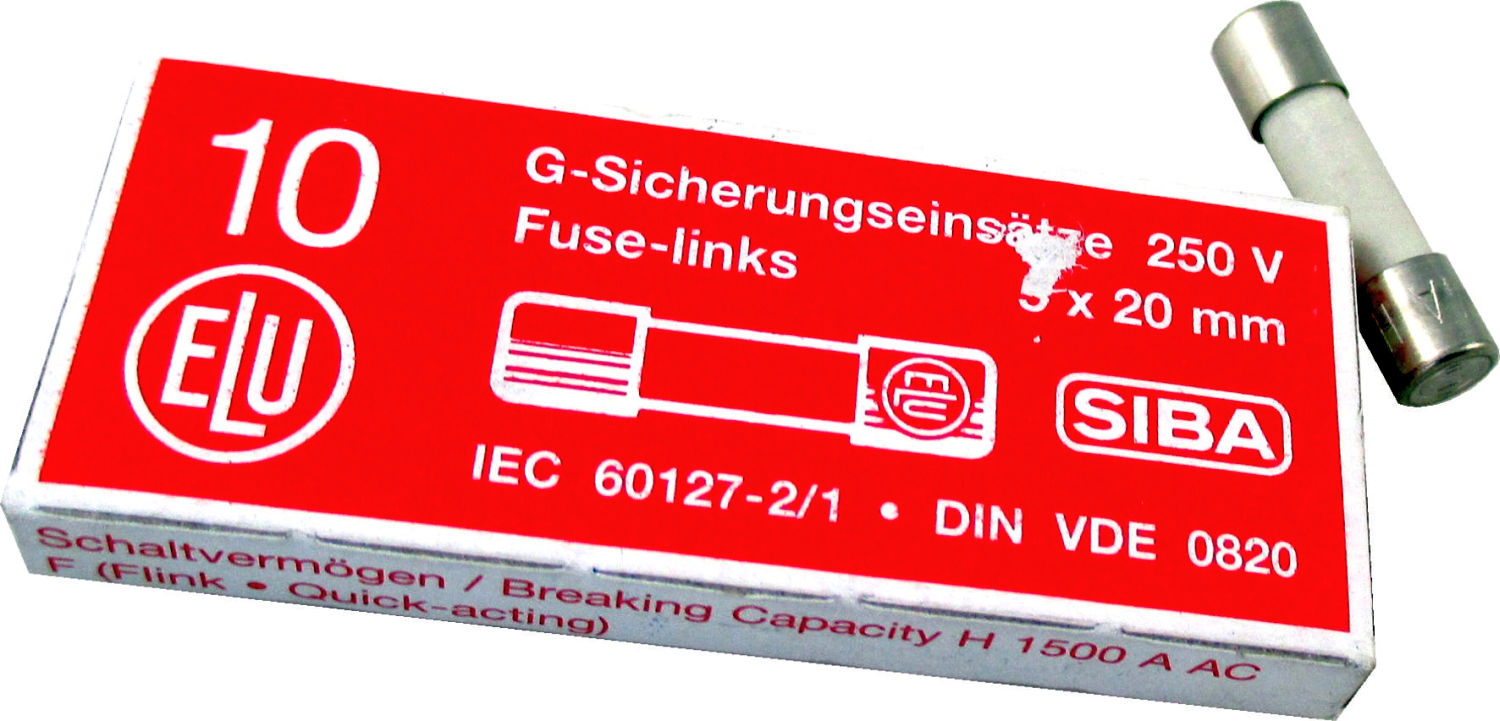 10
G-Sicherungseinsätze 250 V
Fuse-links
5 x 20 mm
ELU
ELU
SIBA
IEC 60127-2/1 • DIN VDE 0820
Schaltvermögen / Breaking Capacity H 1500 A AC
F (Flink • Quick-acting)